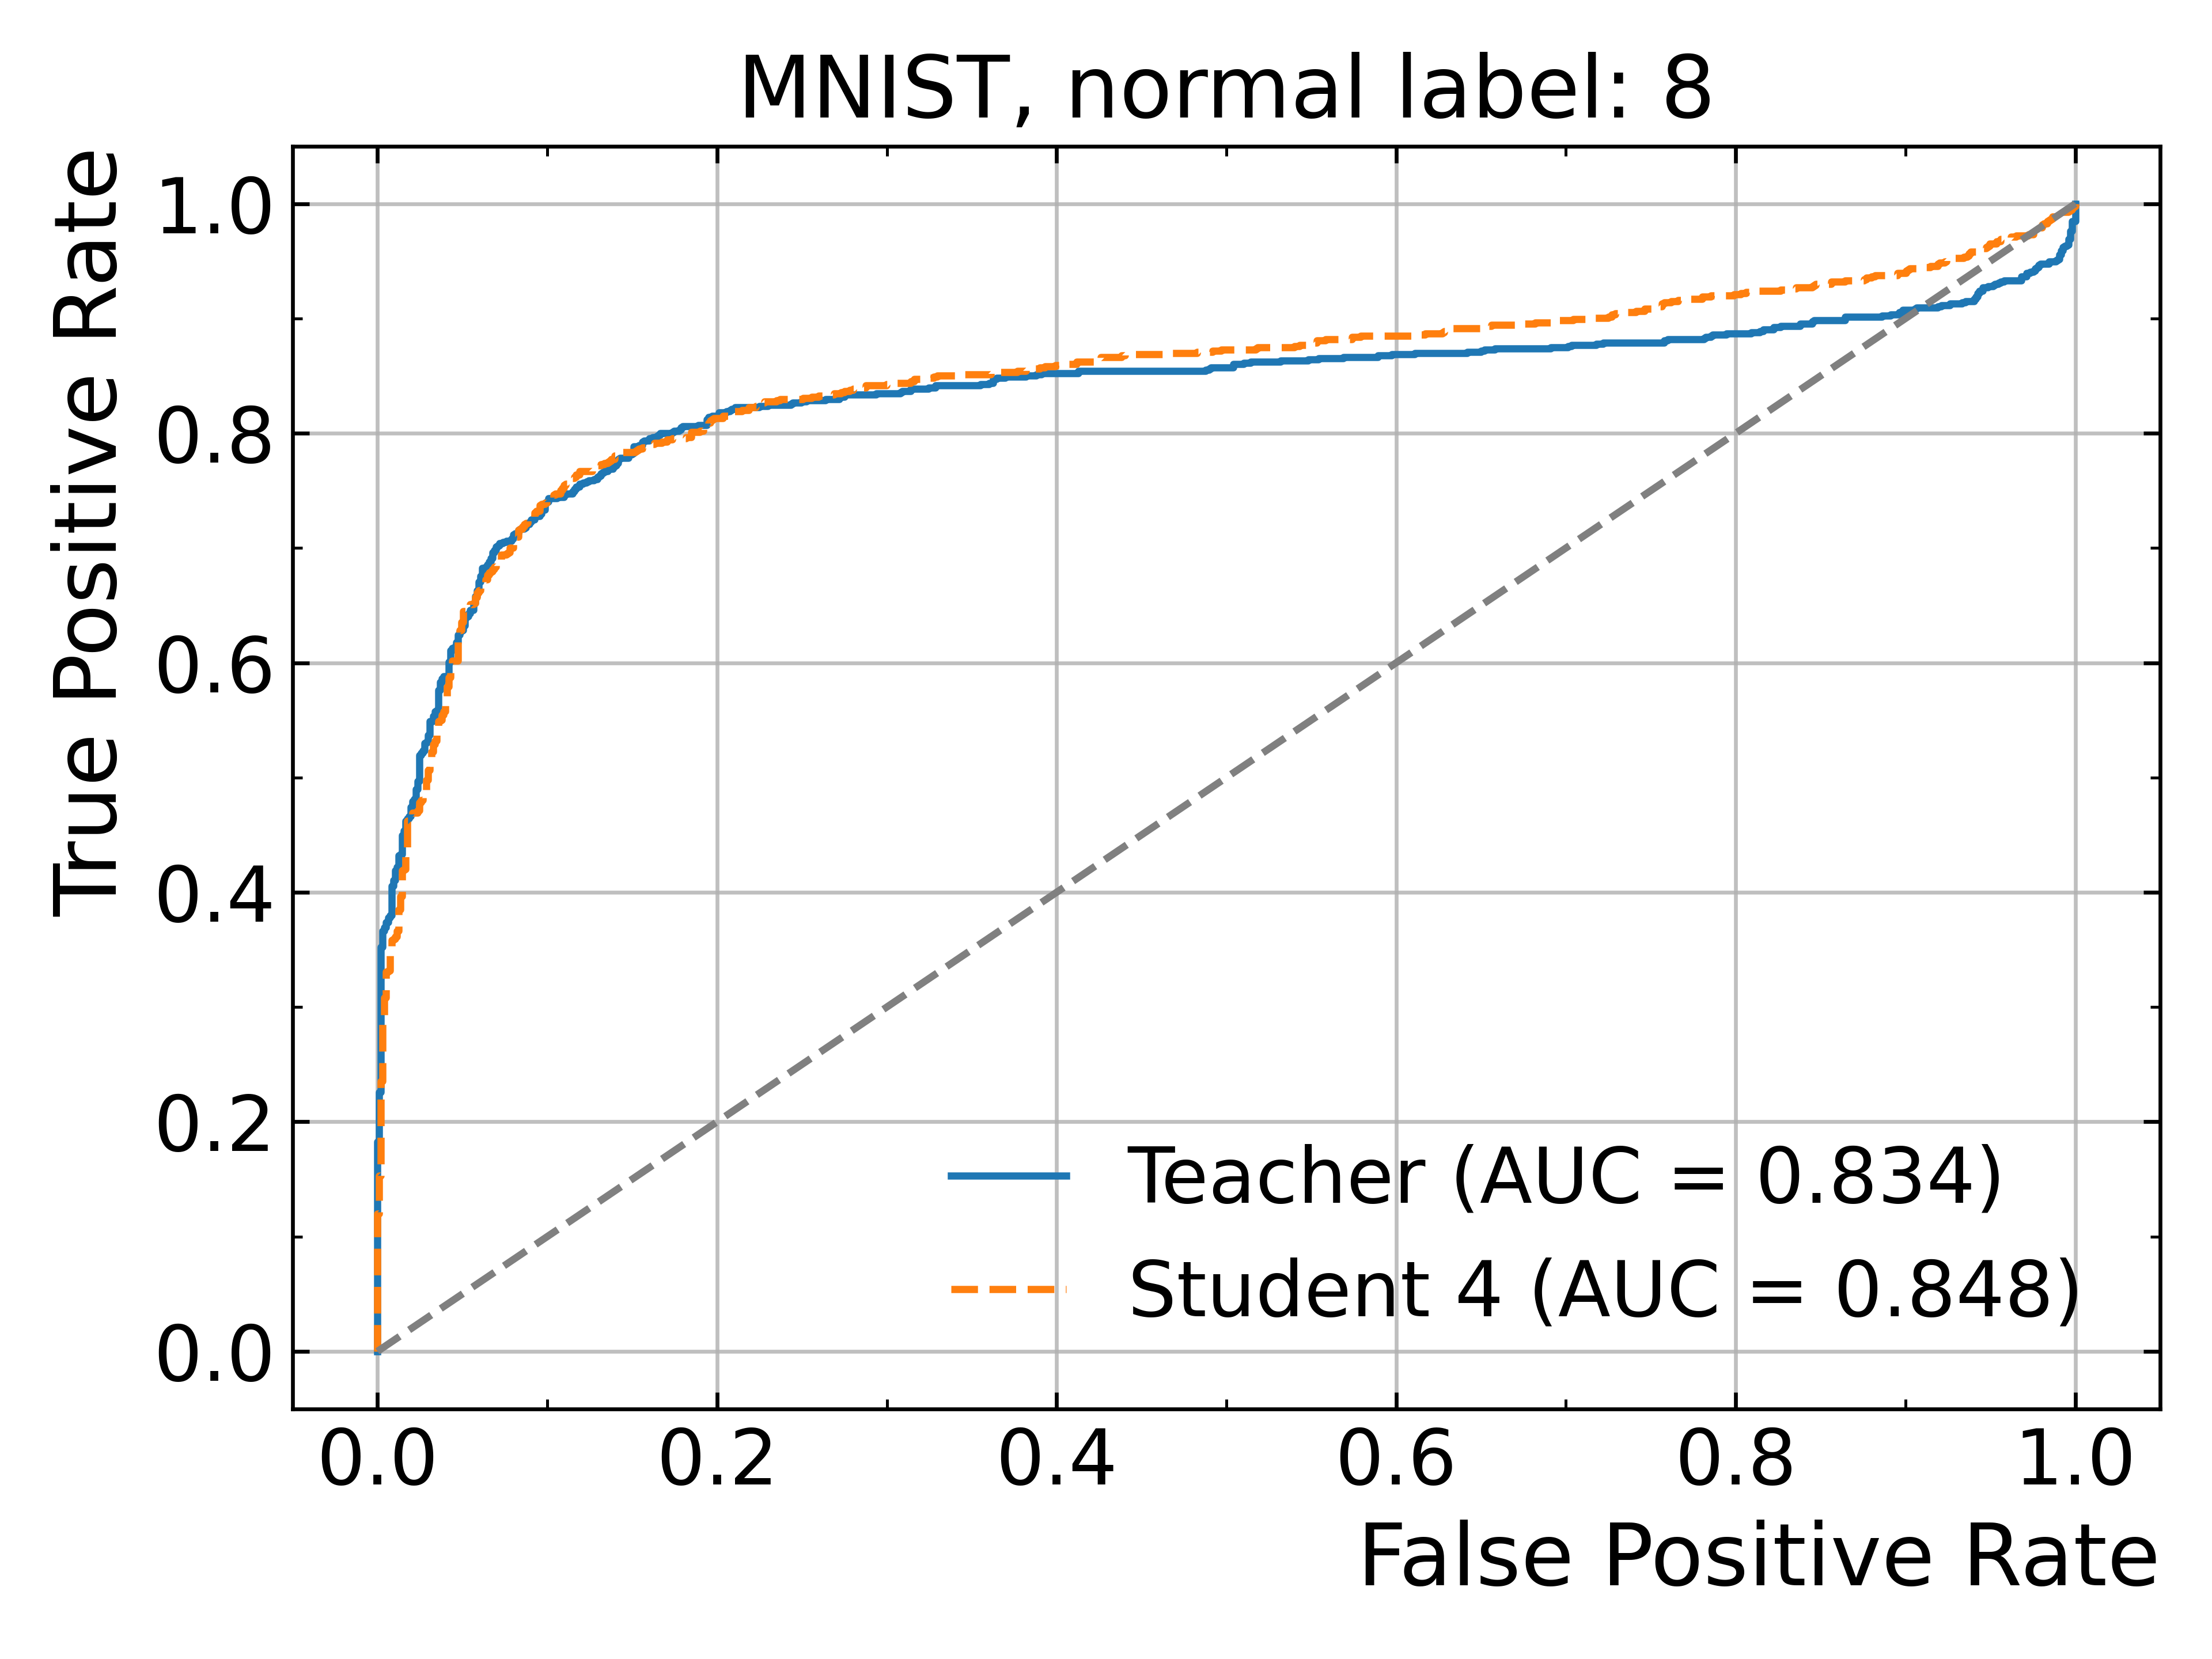 MNIST, normal label: 8
True Positive Rate
1.0
0.8
0.6
0.4
0.2
0.0
Teacher (AUC = 0.834)
Student 4 (AUC = 0.848)
0.0 0.2 0.4 0.6 0.8 1.0
False Positive Rate